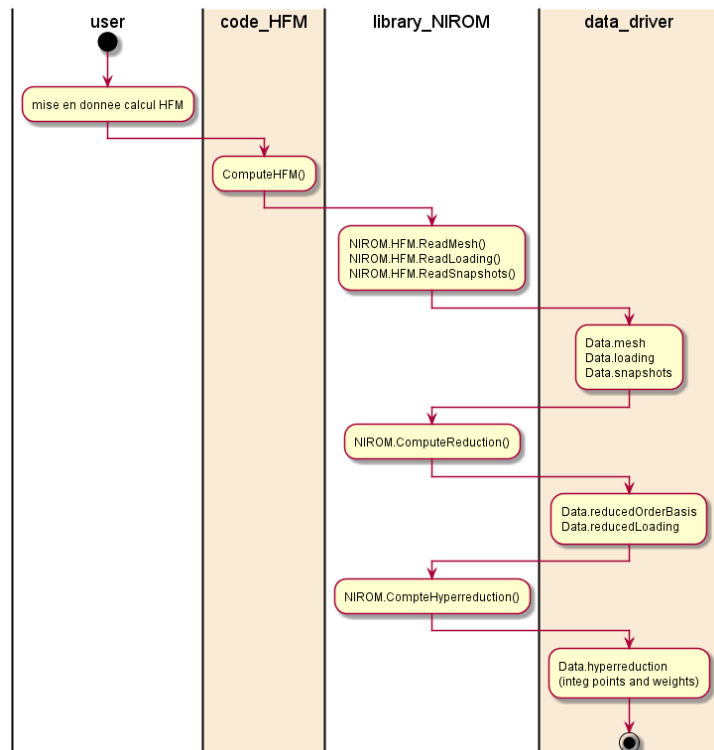 user
code_HFM
library_NIROM
data_driver
mise en donnee calcul HFM
ComputeHFM()
NIROM.HFM.ReadMesh()
NIROM.HFM.ReadLoading()
NIROM.HFM.ReadSnapshots()
Data.mesh
Data.loading
Data.snapshots
NIROM.ComputeReduction()
Data.reducedOrderBasis
Data.reducedLoading
NIROM.CompteHyperreduction()
Data.hyperreduction
(integ points and weights)